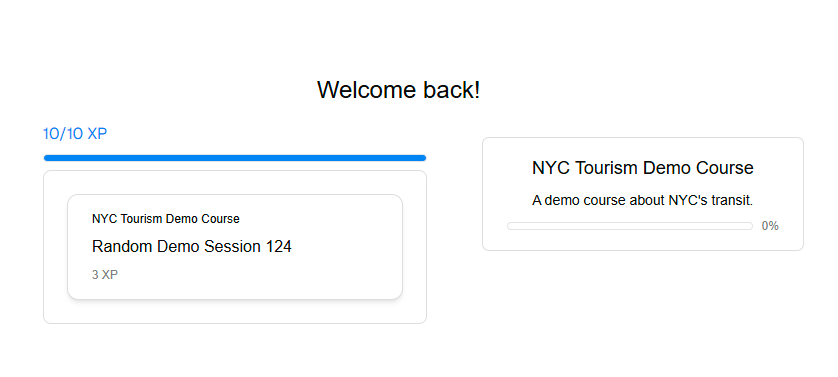 Welcome back!
10/10 XP
NYC Tourism Demo Course
Random Demo Session 124
3 XP
NYC Tourism Demo Course
A demo course about NYC's transit.
0%